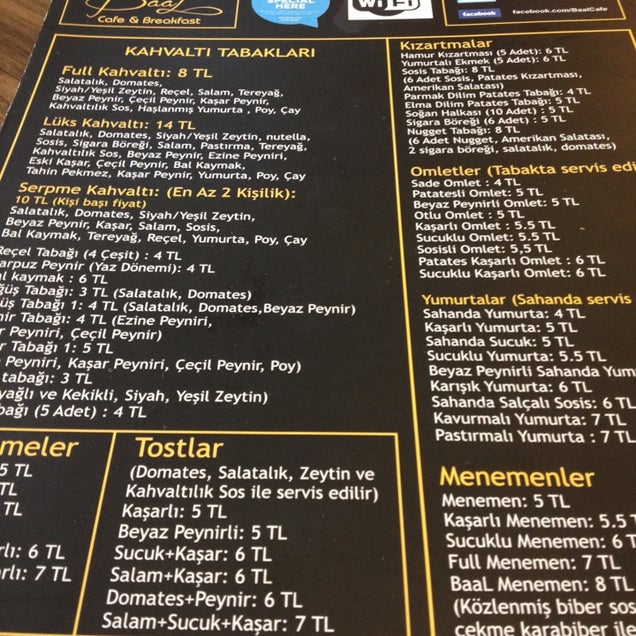 BaaL
Cafe & Breakfast
SPECIAL
HERE
Wi-Fi
facebook
facebook.com/BaalCafe
KAHVALTI TABAKLARI
Full Kahvaltı: 8 TL
Salatalık, Domates,
Siyah/Yeşil Zeytin, Reçel, Salam, Tereyağ,
Beyaz Peynir, Çeçil Peynir, Kaşar Peynir,
Kahvaltılık Sos, Haşlanmış Yumurta , Poy, Çay
Lüks Kahvaltı: 14 TL
Salatalık, Domates, Siyah/Yeşil Zeytin, nutella,
Sosis, Sigara Böreği, Salam, Pastırma, Tereyağ,
Kahvaltılık Sos, Beyaz Peynir, Ezine Peyniri,
Eski Kaşar, Çeçil Peynir, Bal Kaymak,
Tahin Pekmez, Kaşar Peynir, Yumurta, Poy, Çay
Serpme Kahvaltı: (En Az 2 Kişilik):
10 TL (Kişi başı fiyat)
Salatalık, Domates, Siyah/Yeşil Zeytin,
Beyaz Peynir, Kaşar, Salam, Sosis,
Bal Kaymak, Tereyağ, Reçel, Yumurta, Poy, Çay
Reçel Tabağı (4 Çeşit) : 4 TL
arpuz Peynir (Yaz Dönemi): 4 TL
al kaymak : 6 TL
ğüş Tabağı: 3 TL (Salatalık, Domates)
üş Tabağı 1: 4 TL (Salatalık, Domates,Beyaz Peynir)
nir Tabağı: 4 TL (Ezine Peyniri,
r Peyniri, Çeçil Peynir)
r Tabağı 1: 5 TL
Peyniri, Kaşar Peyniri, Çeçil Peynir, Poy)
tabağı: 3 TL
yağlı ve Kekikli, Siyah, Yeşil Zeytin)
bağı (5 Adet) : 4 TL
meler
5 TL
TL
TL
rlı: 6 TL
arlı: 7 TL
Tostlar
(Domates, Salatalık, Zeytin ve
Kahvaltılık Sos ile servis edilir)
Kaşarlı: 5 TL
Beyaz Peynirli: 5 TL
Sucuk+Kaşar: 6 TL
Salam+Kaşar: 6 TL
Domates+Peynir: 6 TL
Salam+Sucuk+Kaşar: 7 TL
Kızartmalar
Hamur Kızartması (5 Adet): 6 TL
Yumurtalı Ekmek (5 Adet): 6 TL
Sosis Tabağı: 8 TL
(6 Adet Sosis, Patates Kızartması,
Amerikan Salatası)
Parmak Dilim Patates Tabağı: 4 TL
Elma Dilim Patates Tabağı: 5 TL
Soğan Halkası (10 Adet) : 5 TL
Sigara Böreği (6 Adet) : 5 TL
Nugget Tabağı: 8 TL
(6 Adet Nugget, Amerikan Salatası,
2 sigara böreği, salatalık, domates)
Omletler (Tabakta servis edi
Sade Omlet : 4 TL
Patatesli Omlet: 5 TL
Beyaz Peynirli Omlet: 5 TL
Otlu Omlet : 5 TL
Kaşarlı Omlet : 5,5 TL
Sucuklu Omlet : 5,5 TL
Sosisli Omlet: 5,5 TL
Patates Kaşarlı Omlet : 6 TL
Sucuklu Kaşarlı Omlet: 6 TL
Yumurtalar (Sahanda servis
Sahanda Yumurta: 4 TL
Kaşarlı Yumurta: 5 TL
Sahanda Sucuk: 5 TL
Sucuklu Yumurta: 5.5 TL
Beyaz Peynirli Sahanda Yum
Karışık Yumurta: 6 TL
Sahanda Salçalı Sosis: 6 TL
Kavurmalı Yumurta: 7 TL
Pastırmalı Yumurta : 7 TL
Menemenler
Menemen: 5 TL
Kaşarlı Menemen: 5.5 T
Sucuklu Menemen: 6 T
Full Menemen: 7 TL
BaaL Menemen: 8 TL
(Közlenmiş biber sos
çekme karabiber ile